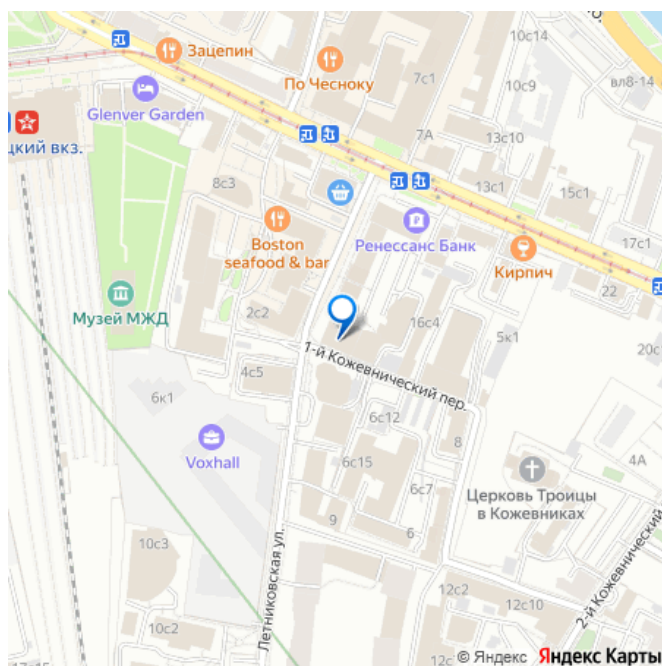 Зацепин
10с14
По Чесноку
7с1
10с9
вл8-14
Glenver Garden
7А
13с10
цкий вкз.
8с3
13с1
15с1
Boston
seafood & bar
Ренессанс Банк
17с1
Кирпич
Музей МЖД
2с2
22
16с4
5к1
20с
1-й Кожевнический пер.
4с5
6к1
6с12
8
Voxhall
6с15
4А
6с7
Церковь Троицы
в Кожевниках
9
6
10с3
Летниковская ул.
2-й Кожевнический
12с2
12с10
10с2
© Яндекс Яндекс Карты